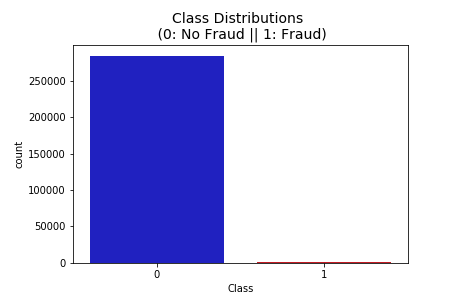 Class Distributions
(0: No Fraud || 1: Fraud)
250000
200000
150000
100000
50000
0
count
0 1
Class